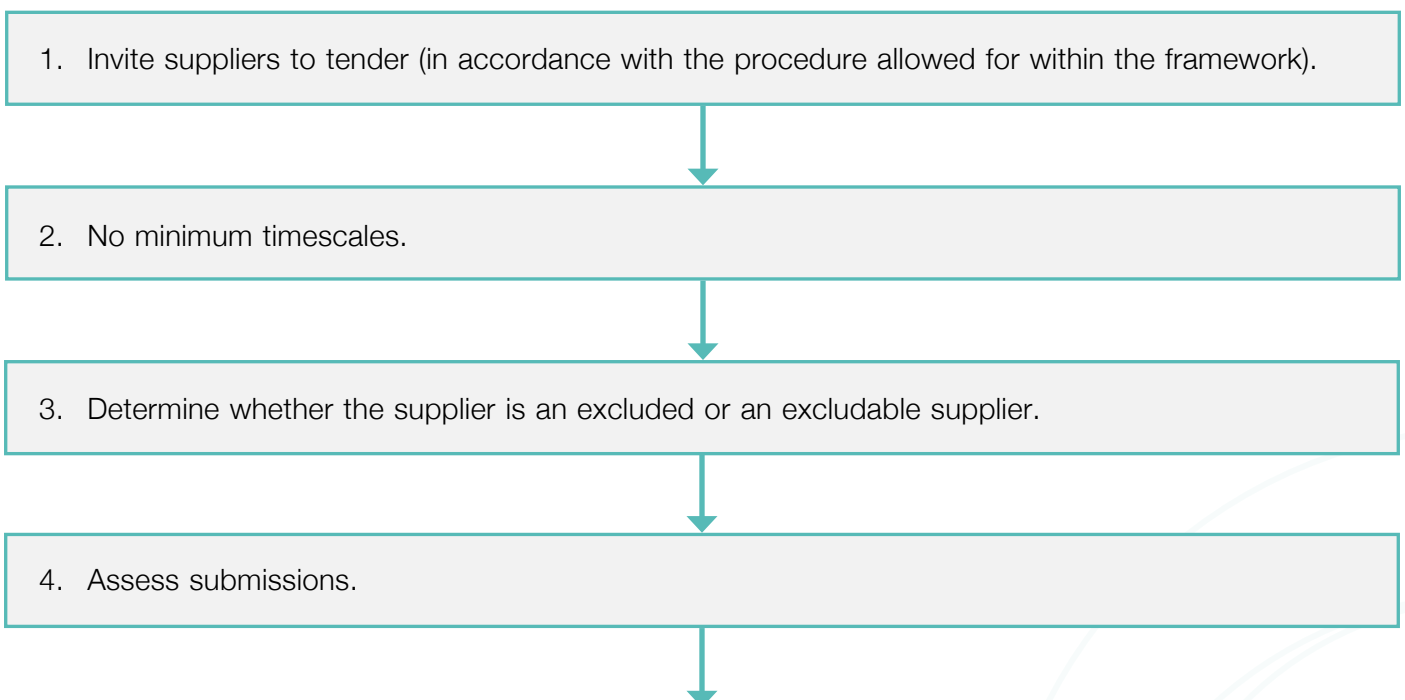 1. Invite suppliers to tender (in accordance with the procedure allowed for within the framework).
2. No minimum timescales.
3. Determine whether the supplier is an excluded or an excludable supplier.
4. Assess submissions.